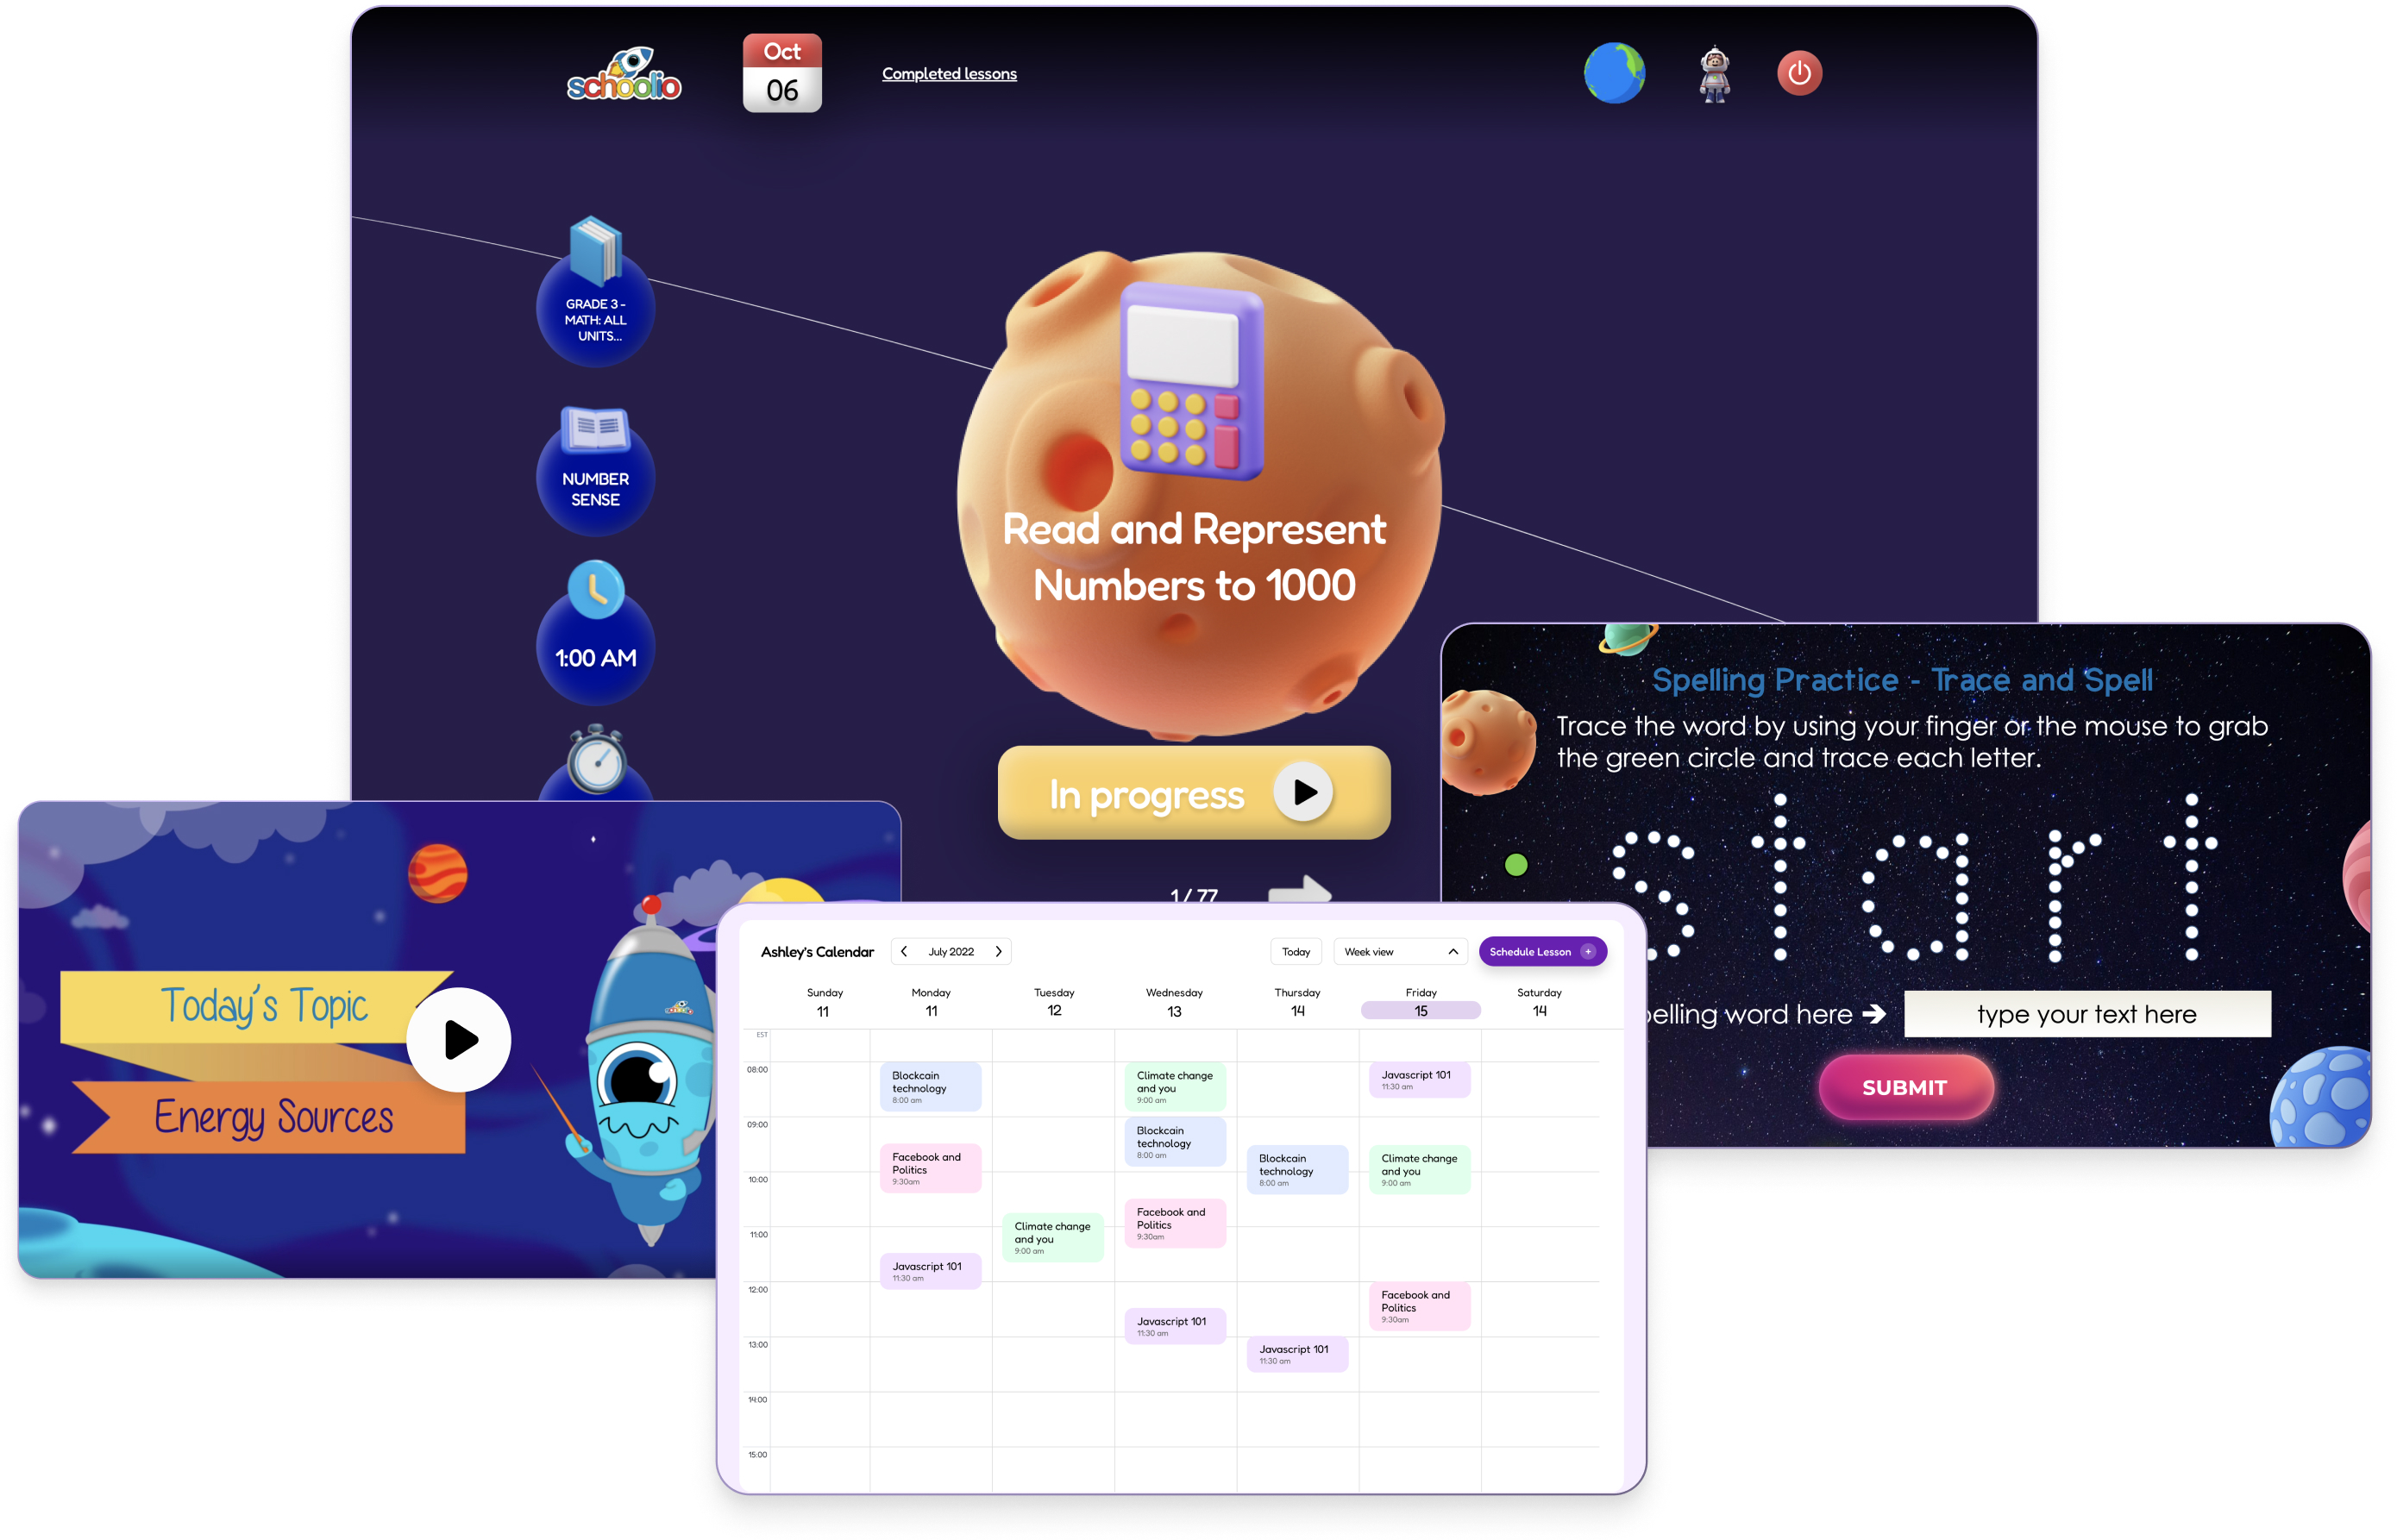 schoolio
Oct
06
Completed lessons
GRADE 3 -
MATH: ALL
UNITS...
NUMBER
SENSE
1:00 AM
Read and Represent
Numbers to 1000
In progress
1/77
Spelling Practice - Trace and Spell
Trace the word by using your finger or the mouse to grab
the green circle and trace each letter.
start
pelling word here ➔
type your text here
SUBMIT
Today's Topic
Energy Sources
schoolio
Ashley's Calendar
July 2022
Today
Week view
Schedule Lesson +
Sunday
11
Monday
11
Tuesday
12
Wednesday
13
Thursday
14
Friday
15
Saturday
14
EST
08:00
09:00
10:00
11:00
12:00
13:00
14:00
15:00
Blockcain
technology
8:00 am
Facebook and
Politics
9:30am
Javascript 101
11:30 am
Climate change
and you
9:00 am
Climate change
and you
9:00 am
Blockcain
technology
8:00 am
Facebook and
Politics
9:30am
Javascript 101
11:30 am
Blockcain
technology
8:00 am
Javascript 101
11:30 am
Javascript 101
11:30 am
Climate change
and you
9:00 am
Facebook and
Politics
9:30am